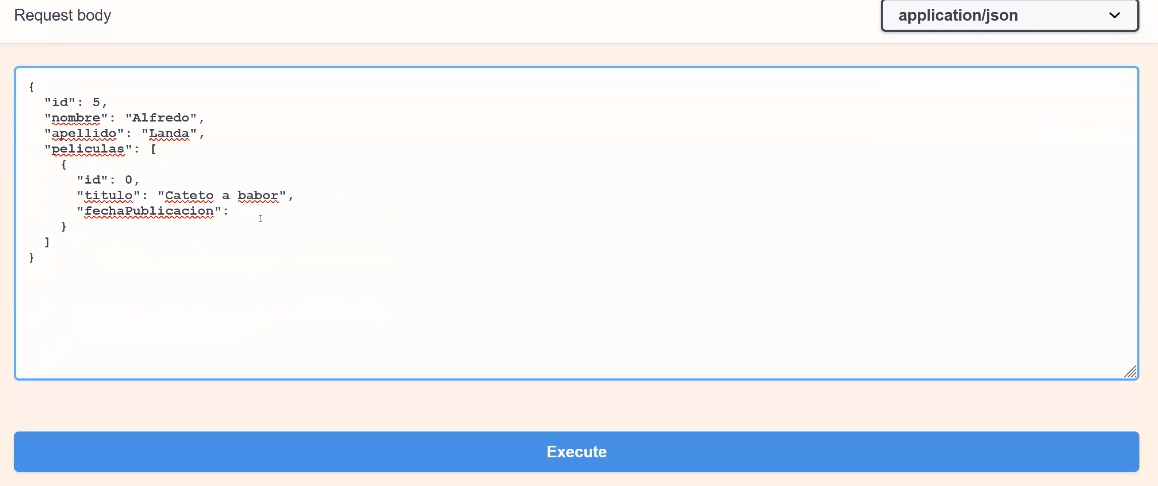 Request body
application/json
{
"id": 5,
"nombre": "Alfredo",
"apellido": "Landa",
"peliculas": [
{
"id": 0,
"titulo": "Cateto a babor",
"fechaPublicacion":
}
]
}
Execute